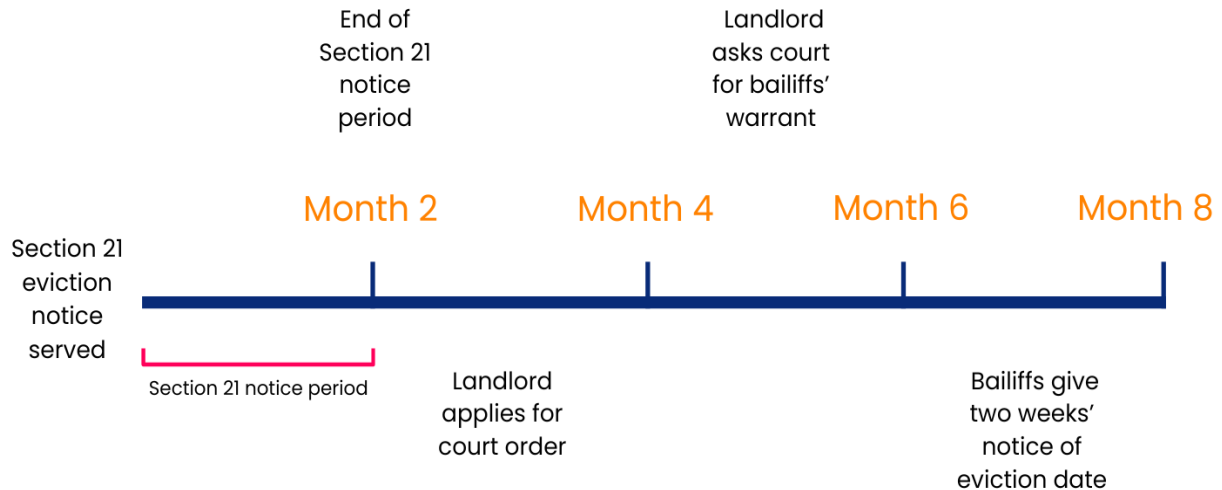 End of
Section 21
notice
period
Landlord
asks court
for bailiffs’
warrant
Month 2
Month 4
Month 6
Month 8
Section 21
eviction
notice
served
Section 21 notice period
Landlord
applies for
court order
Bailiffs give
two weeks’
notice of
eviction date